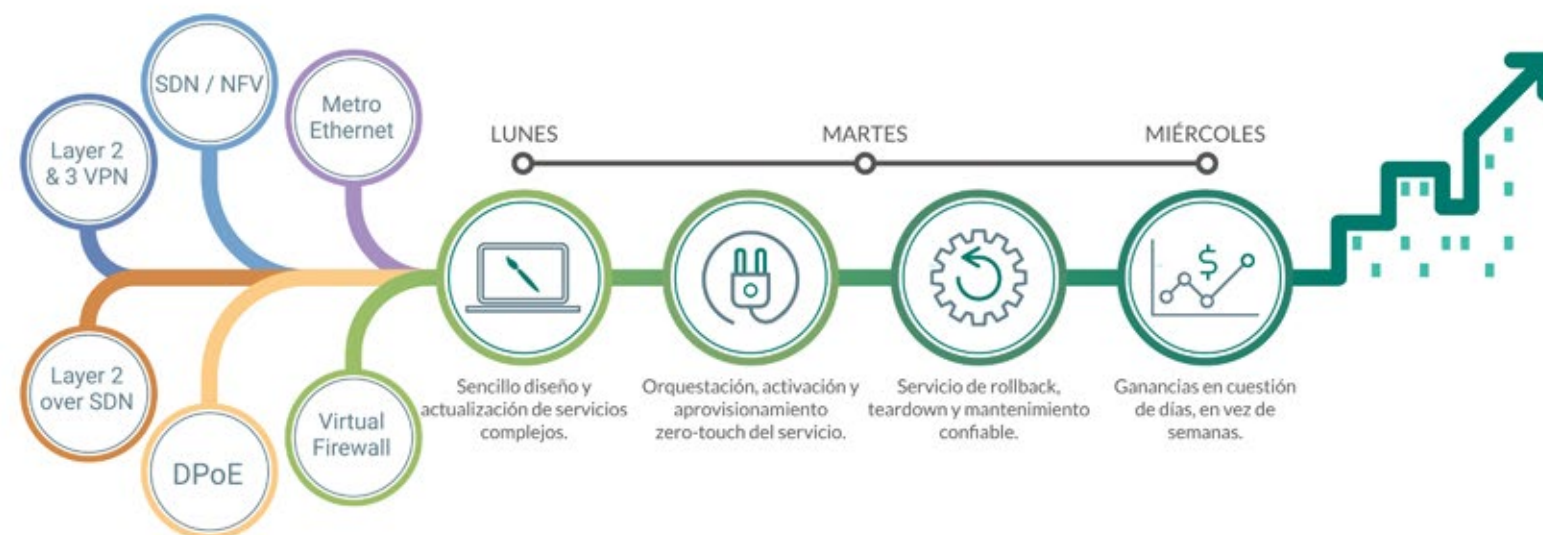 Layer 2
& 3 VPN
SDN / NFV
Metro
Ethernet
Layer 2
over SDN
DPoE
Virtual
Firewall
LUNES
MARTES
MIÉRCOLES
Sencillo diseño y
actualización de servicios
complejos.
Orquestación, activación y
aprovisionamiento
zero-touch del servicio.
Servicio de rollback,
teardown y mantenimiento
confiable.
$
Ganancias en cuestión
de días, en vez de
semanas.